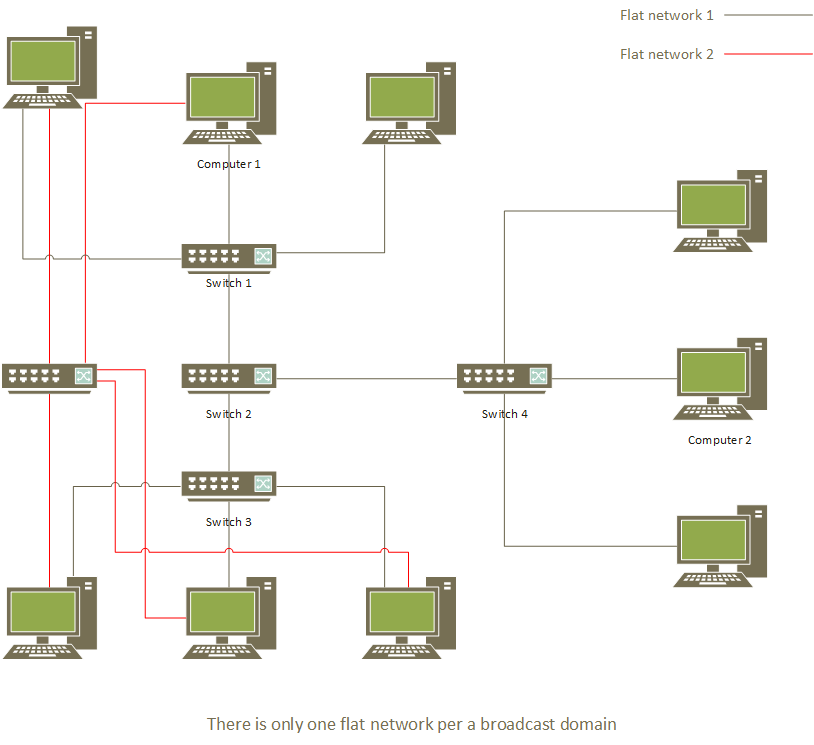 Flat network 1
Flat network 2
Computer 1
Switch 1
Switch 2
Switch 4
Computer 2
Switch 3
There is only one flat network per a broadcast domain